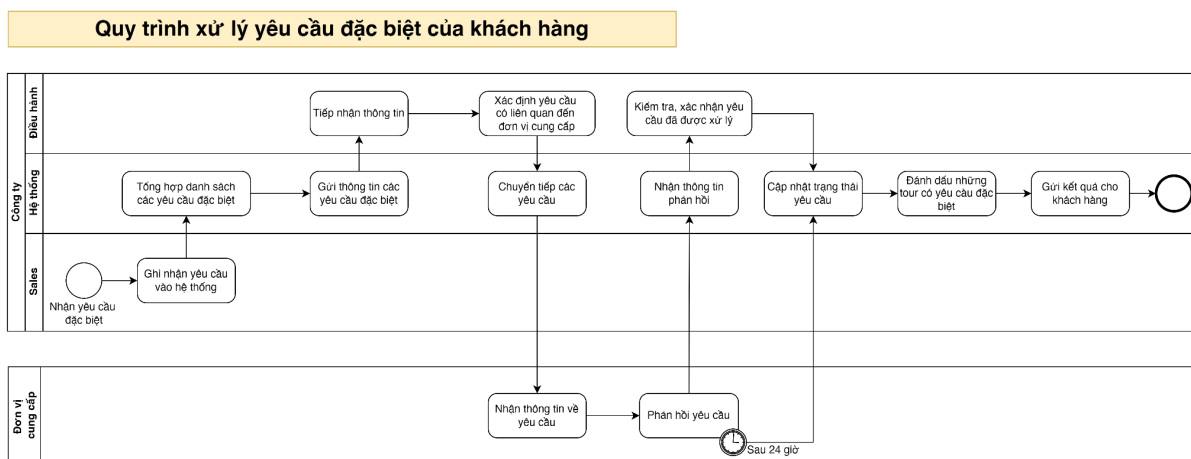 Quy trình xử lý yêu cầu đặc biệt của khách hàng
Công ty
Điều hành
Tiếp nhận thông tin
Xác định yêu cầu
có liên quan đến
đơn vị cung cấp
Kiểm tra, xác nhận yêu
cầu đã được xử lý
Hệ thống
Tổng hợp danh sách
các yêu cầu đặc biệt
Gửi thông tin các
yêu cầu đặc biệt
Chuyển tiếp các
yêu cầu
Nhận thông tin
phản hồi
Cập nhật trạng thái
yêu cầu
Đánh dấu những
tour có yêu cầu đặc
biệt
Gửi kết quả cho
khách hàng
Sales
Nhận yêu cầu
đặc biệt
Ghi nhận yêu cầu
vào hệ thống
Đơn vị
cung cấp
Nhận thông tin về
yêu cầu
Phản hồi yêu cầu
Sau 24 giờ